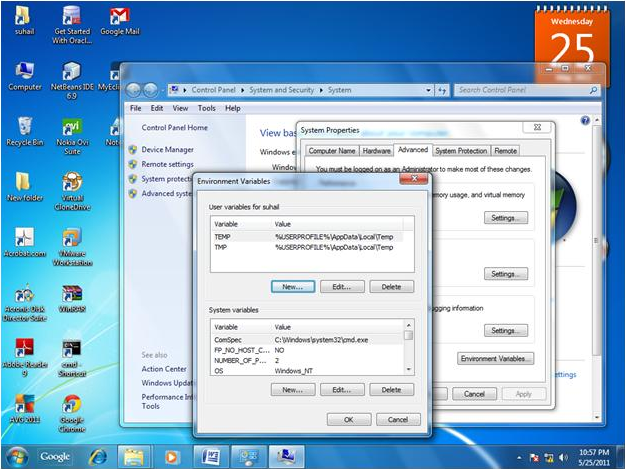 suhail
Get Started
With Orad...
Google Mail
Wednesday
25
Computer
NetBeans IDE
6.9
MyEcli
Recycle Bin
Nokia Ovi
Suite
Not
New folder
Virtual
CloneDrive
Acrobat.com
VMware
Workstation
Acronis Disk
Director Suite
WinRAR
Adobe Reader
9
cmd -
Shortcut
AVG 2011
Google
Chrome
Control Panel
System and Security
System
Search Control Panel
File Edit View Tools Help
Control Panel Home
Device Manager
Remote settings
System protecti
Advanced syste
See also
Action Center
Windows Updat
Performance Inf
Tools
View bas
Windows e
Windo
ettings
System Properties
Computer Name Hardware Advanced System Protection Remote
You must be logged on as an Administrator to make most of these changes.
mory usage, and virtual memory
Settings...
Settings...
gging information
Settings...
Environment Variables...
Cancel Apply
Environment Variables
User variables for suhail
Variable Value
TEMP %USERPROFILE%\AppData\Local\Temp
TMP %USERPROFILE%\AppData\Local\Temp
New... Edit... Delete
System variables
Variable Value
ComSpec C:\Windows\system32\cmd.exe
FP_NO_HOST_C... NO
NUMBER_OF_P... 2
OS Windows_NT
New... Edit... Delete
OK Cancel
Google
10:57 PM
5/25/2011